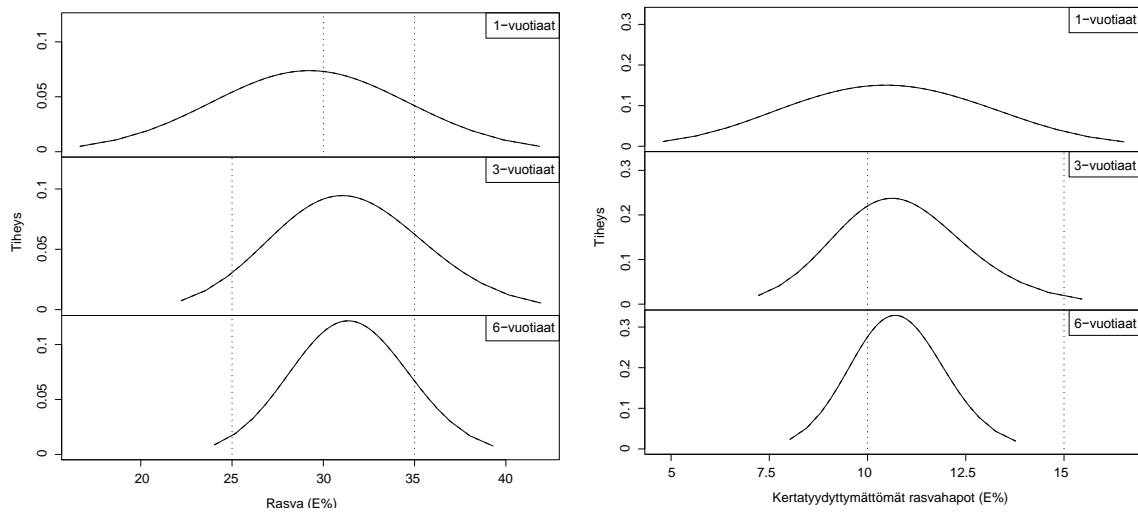 1−vuotiaat
0.1
0.05
0
3−vuotiaat
0.1
0.05
0
6−vuotiaat
0.1
0.05
0
Tiheys
20 30 40
Rasva (E%)
1−vuotiaat
0.3
0.2
0.1
0
3−vuotiaat
0.3
0.2
0.1
0
6−vuotiaat
0.3
0.2
0.1
0
Tiheys
5 7.5 10 12.5 15
Kertatyydyttymättömät rasvahapot (E%)